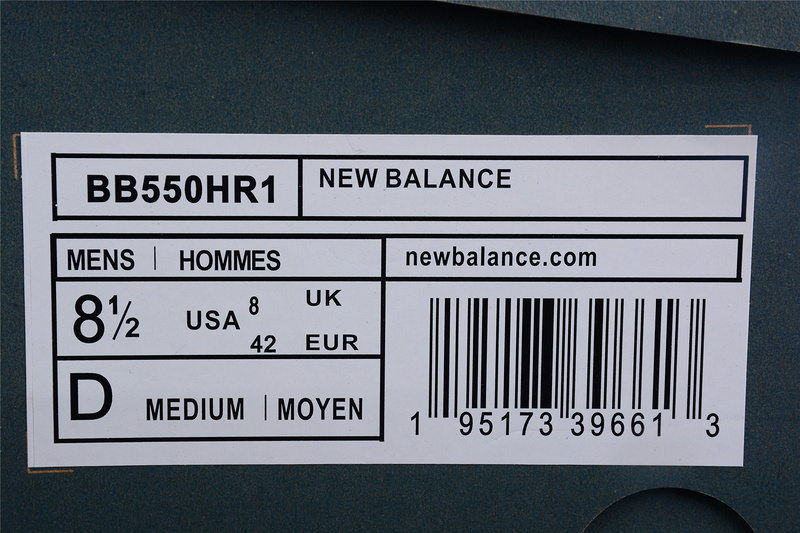 BB550HR1
NEW BALANCE
MENS | HOMMES
newbalance.com
8½ USA 8 UK
42 EUR
D MEDIUM | MOYEN
1 95173 39661 3